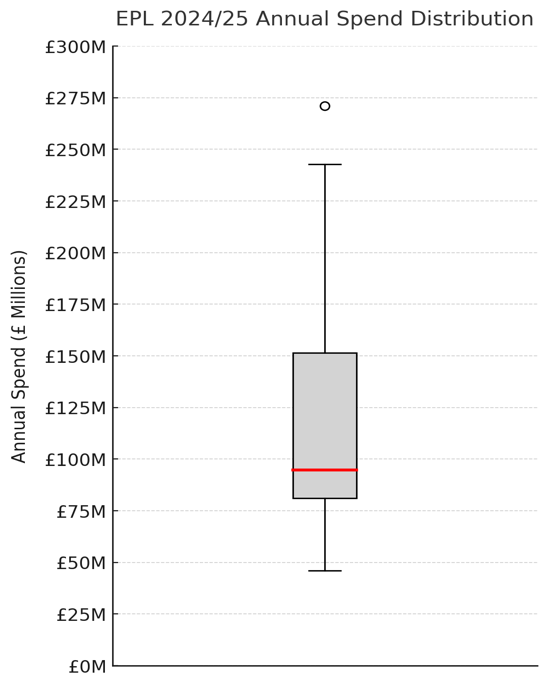 EPL 2024/25 Annual Spend Distribution
£300M
£275M
£250M
£225M
£200M
£175M
£150M
£125M
£100M
£75M
£50M
£25M
£0M
Annual Spend (£ Millions)